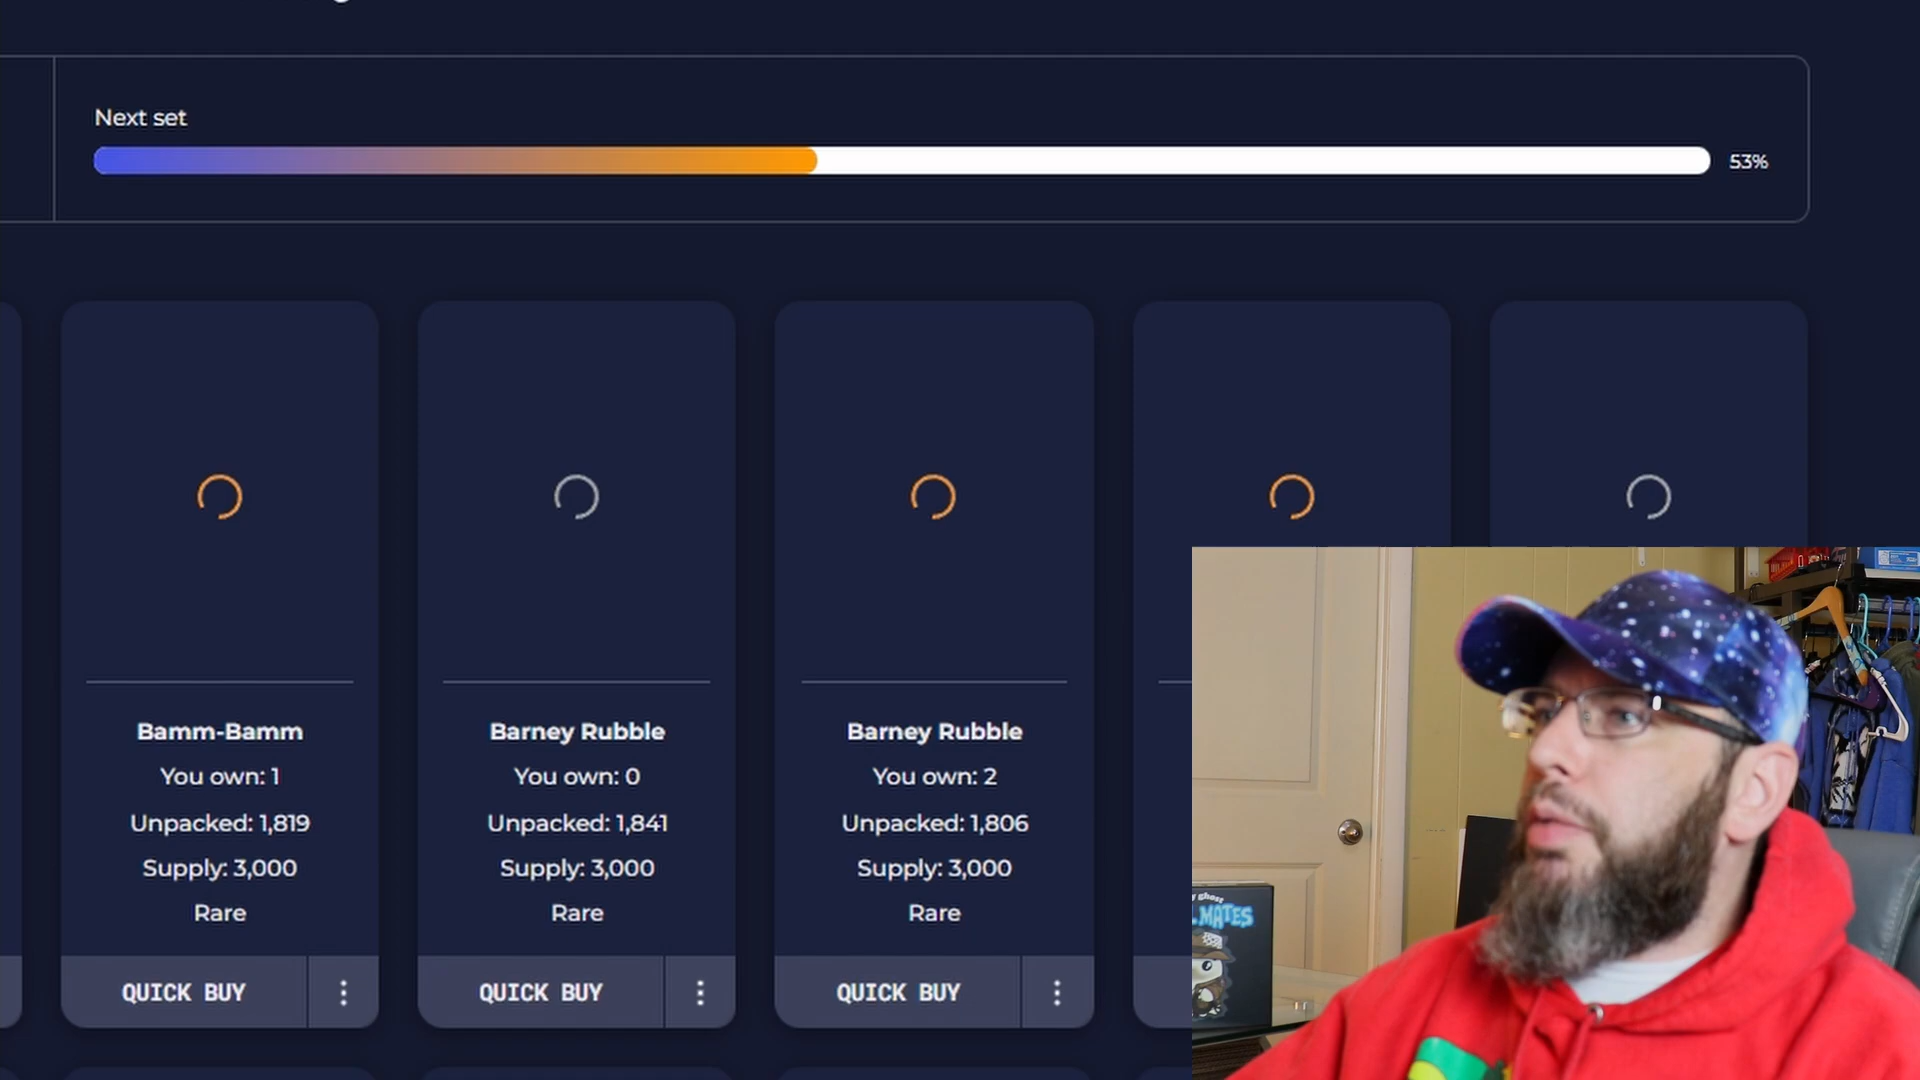 Next set
53%
Bamm-Bamm
You own: 1
Unpacked: 1,819
Supply: 3,000
Rare
QUICK BUY
Barney Rubble
You own: 0
Unpacked: 1,841
Supply: 3,000
Rare
QUICK BUY
Barney Rubble
You own: 2
Unpacked: 1,806
Supply: 3,000
Rare
QUICK BUY
ghost
MATES